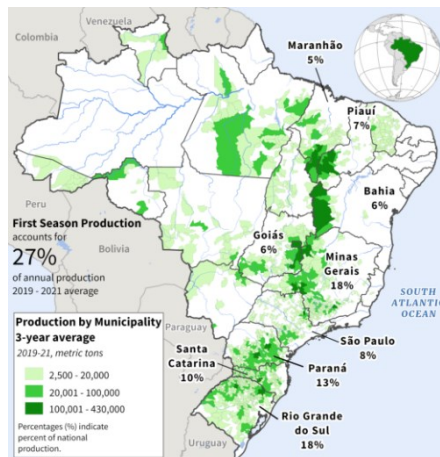 Venezuela
Colombia
Maranhão
5%
Piauí
7%
Peru
Bahia
6%
First Season Production
accounts for
27%
of annual production
2019 - 2021 average
Bolivia
Goiás
6%
Minas
Gerais
18%
SOUTH
ATLANTIC
OCEAN
Paraguay
Production by Municipality
3-year average
2019-21, metric tons
2,500 - 20,000
20,001 - 100,000
100,001 - 430,000
Percentages (%) indicate
percent of national
production.
São Paulo
8%
Santa
Catarina
10%
Paraná
13%
Rio Grande
do Sul
18%
Uruguay